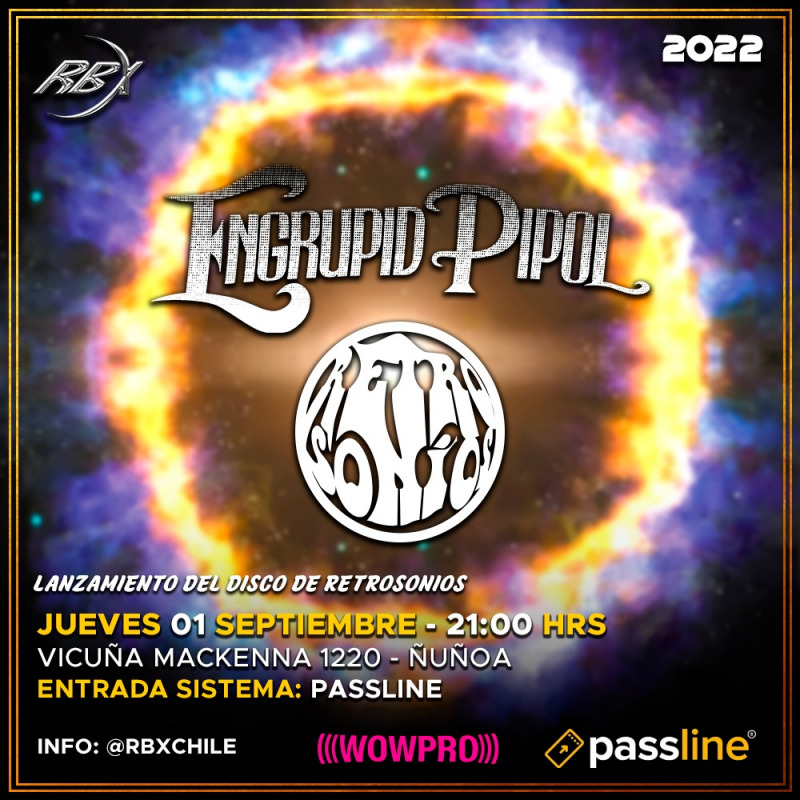 RBX
2022
ENGRUPID PIPOL
RETRO
SONIOS
LANZAMIENTO DEL DISCO DE RETROSONIOS
JUEVES 01 SEPTIEMBRE - 21:00 HRS
VICUÑA MACKENNA 1220 - ÑUÑOA
ENTRADA SISTEMA: PASSLINE
INFO: @RBXCHILE
(((WOWPRO)))
passline®